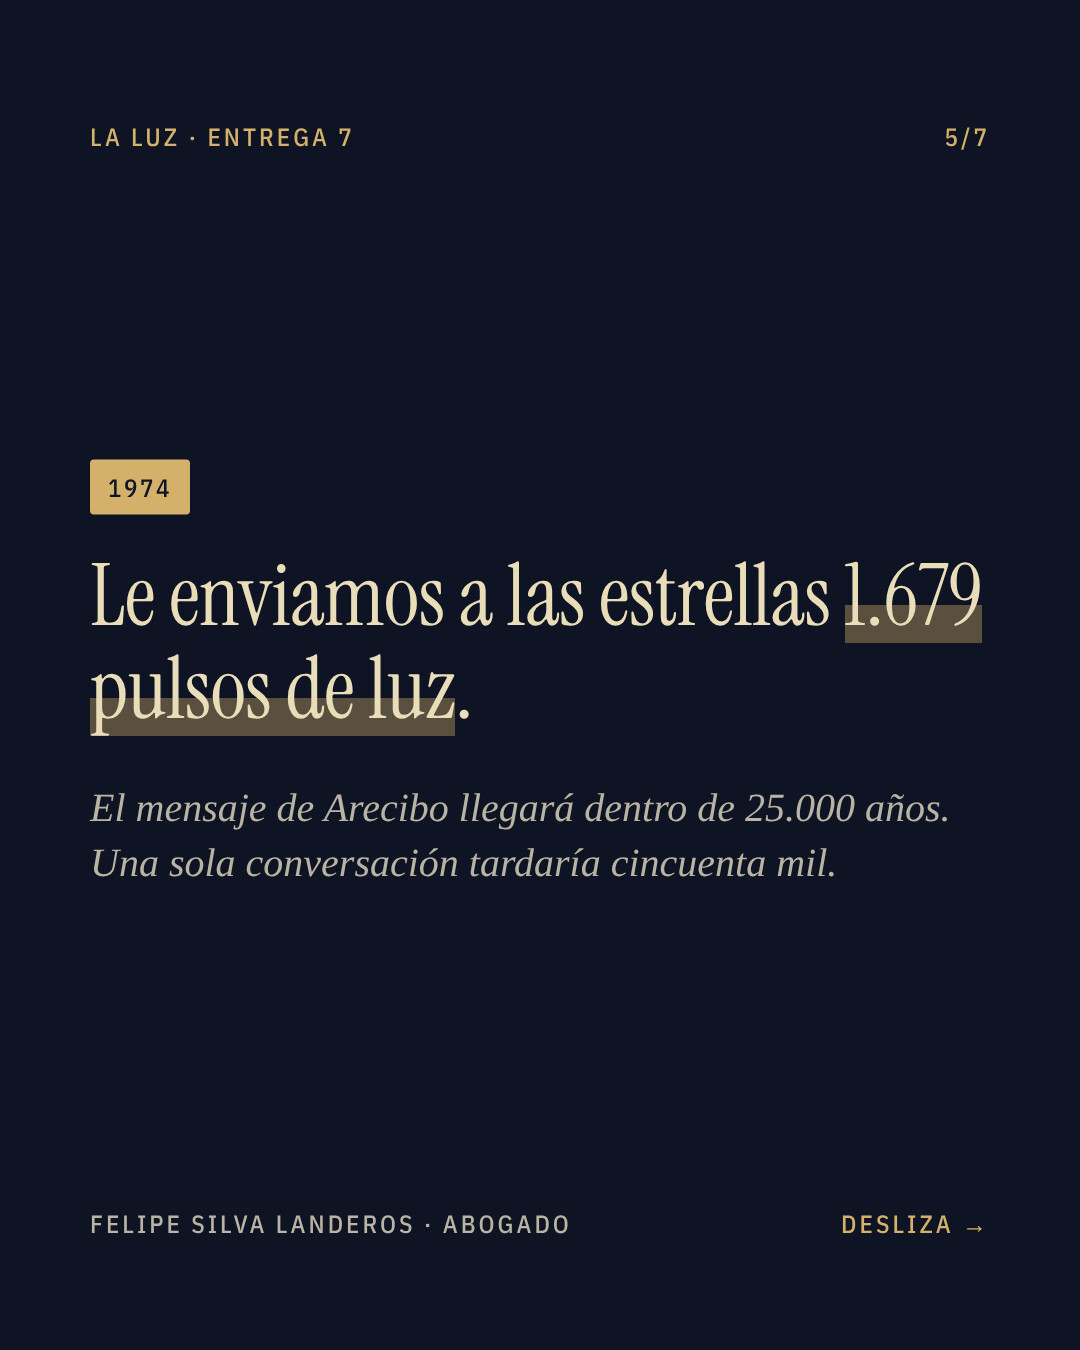 LA LUZ · ENTREGA 7
5/7
1974
Le enviamos a las estrellas 1.679
pulsos de luz.
El mensaje de Arecibo llegará dentro de 25.000 años.
Una sola conversación tardaría cincuenta mil.
FELIPE SILVA LANDEROS · ABOGADO
DESLIZA →